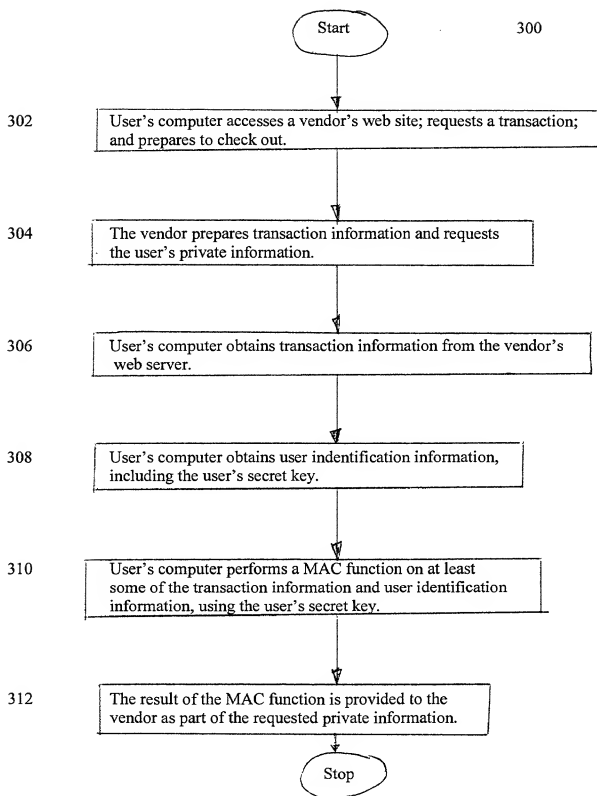 Start
300
302
User's computer accesses a vendor's web site; requests a transaction;
and prepares to check out.
304
The vendor prepares transaction information and requests
the user's private information.
306
User's computer obtains transaction information from the vendor's
web server.
308
User's computer obtains user indentification information,
including the user's secret key.
310
User's computer performs a MAC function on at least
some of the transaction information and user identification
information, using the user's secret key.
312
The result of the MAC function is provided to the
vendor as part of the requested private information.
Stop